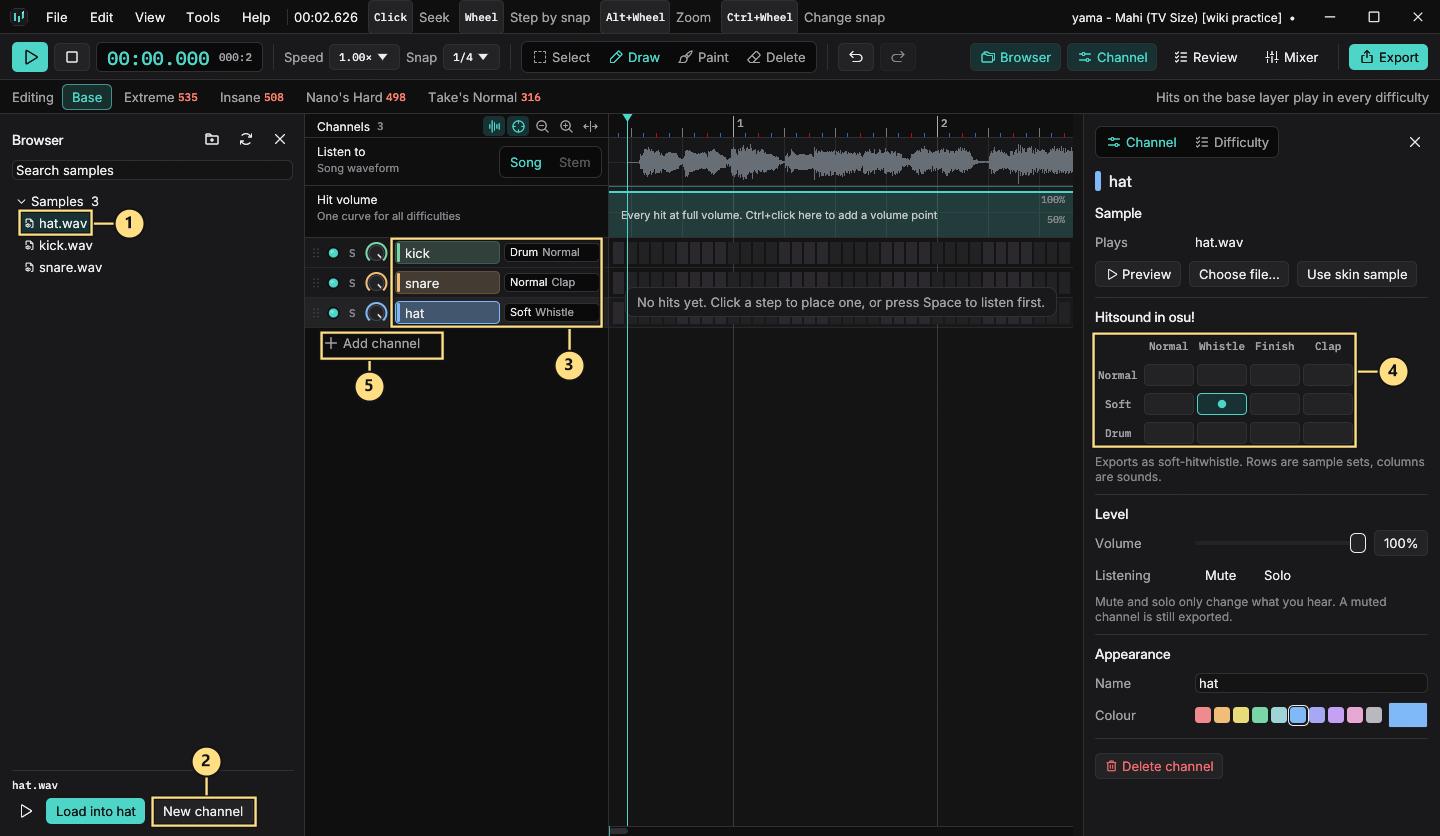 File Edit View Tools Help 00:02.626 Click Seek Wheel Step by snap Alt+Wheel Zoom Ctrl+Wheel Change snap yama - Mahi (TV Size) [wiki practice] •
00:00.000 000:2 Speed 1.00× Snap 1/4 Select Draw Paint Delete Browser Channel Review Mixer Export
Editing Base Extreme 535 Insane 508 Nano's Hard 498 Take's Normal 316 Hits on the base layer play in every difficulty
Browser
Search samples
Samples 3
hat.wav 1
kick.wav
snare.wav
2
hat.wav
Load into hat New channel
Channels 3
1 2
Listen to
Song waveform
Song Stem
Hit volume
One curve for all difficulties
Every hit at full volume. Ctrl+click here to add a volume point
100%
50%
S kick Drum Normal
S snare Normal Clap
S hat Soft Whistle
No hits yet. Click a step to place one, or press Space to listen first.
Add channel
3
5
Channel Difficulty
hat
Sample
Plays hat.wav
Preview Choose file... Use skin sample
Hitsound in osu!
Normal Whistle Finish Clap
Normal
Soft
Drum
4
Exports as soft-hitwhistle. Rows are sample sets, columns
are sounds.
Level
Volume 100%
Listening Mute Solo
Mute and solo only change what you hear. A muted
channel is still exported.
Appearance
Name hat
Colour
Delete channel